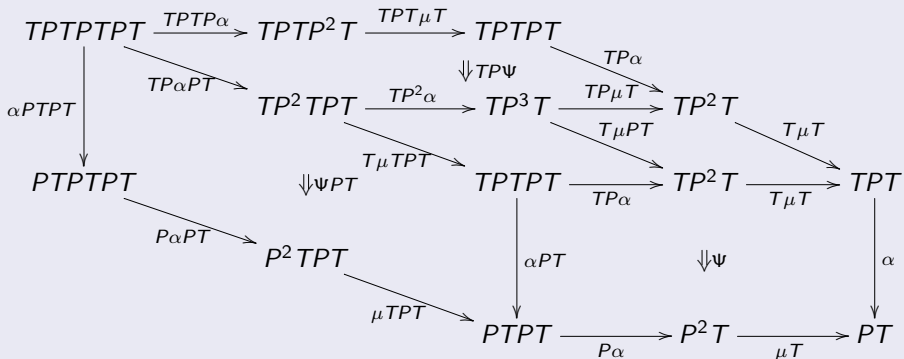 TPTPTPT TPTPα TPTP²T TPTμT TPTPT
αPTPT TPαPT ⇓TPΨ TPα
TP²TPT TP²α TP³T TPμT TP²T
TμTPT TμPT TμT
PTPTPT ⇓ΨPT TPTPT TPα TP²T TμT TPT
PαPT
P²TPT αPT ⇓Ψ α
μTPT
PTPT Pα P²T μT PT